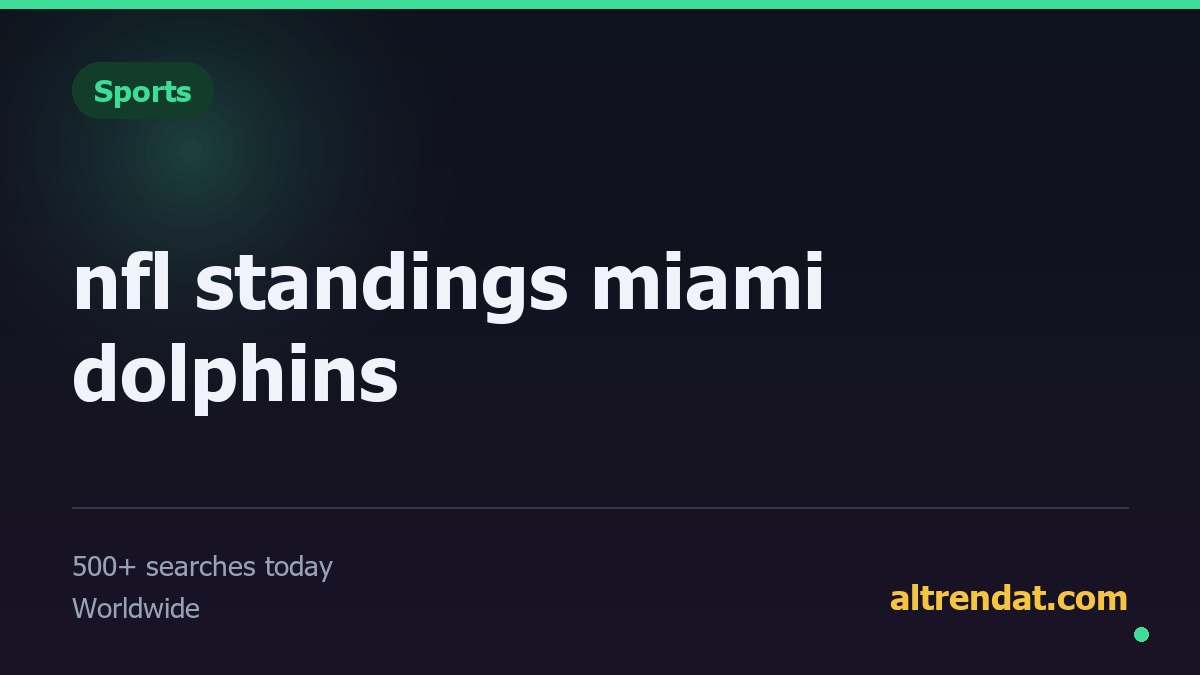 Sports
nfl standings miami
dolphins
500+ searches today
Worldwide
altrendat.com